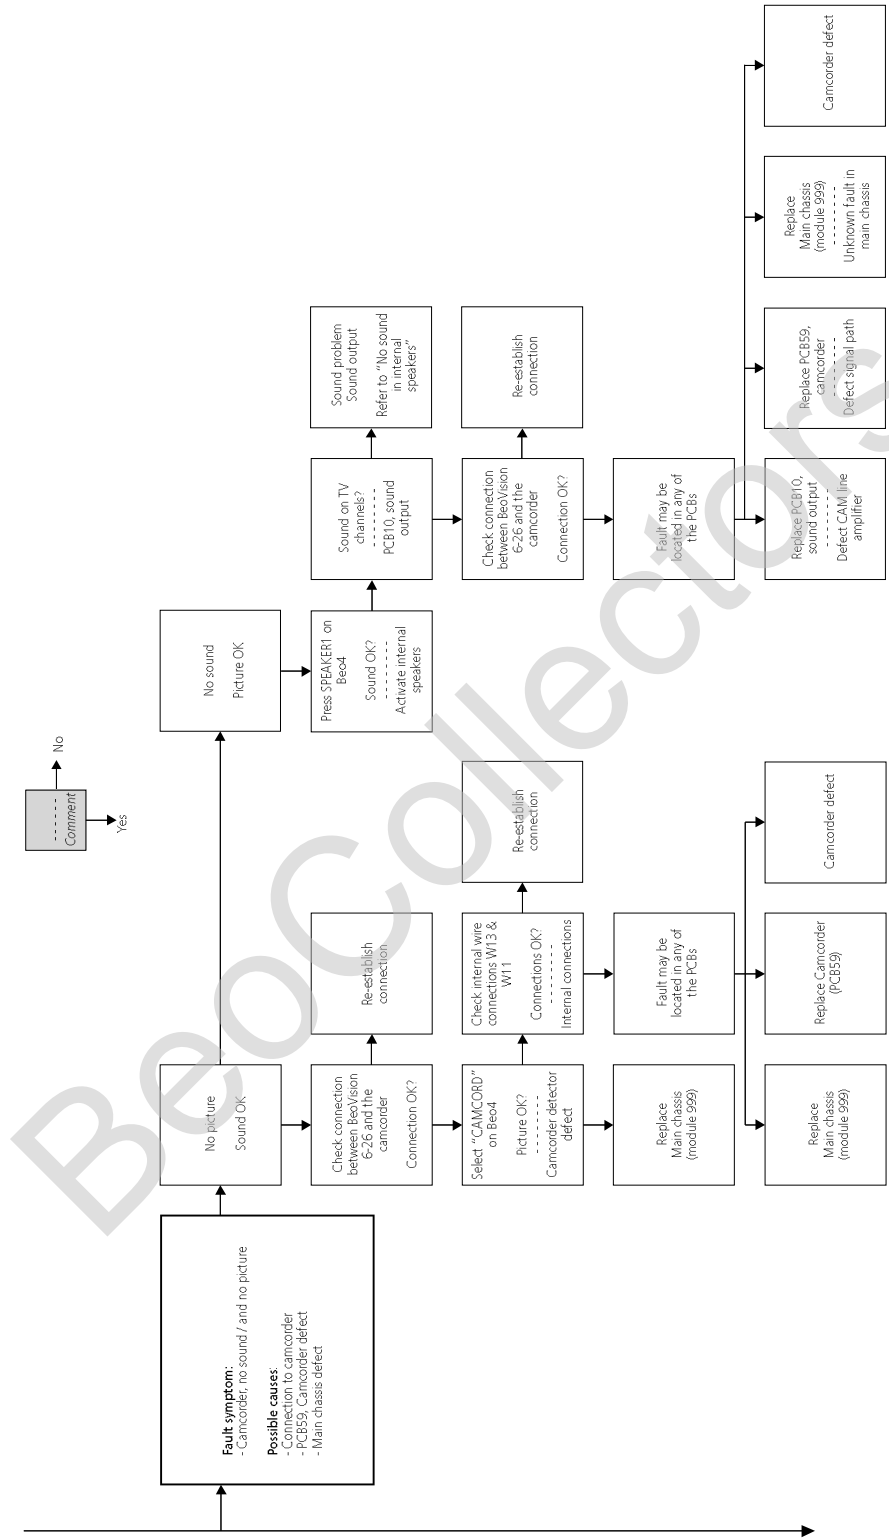 - - - - - -
Comment
No
Yes
Fault symptom:
- Camcorder, no sound / and no picture
Possible causes:
- Connection to camcorder
- PCB59, Camcorder defect
- Main chassis defect
No picture
Sound OK
No sound
Picture OK
Check connection
between BeoVision
6-26 and the
camcorder
Connection OK?
Re-establish
connection
Press SPEAKER1 on
Beo4
Sound OK?
- - - - - - - - -
Activate internal
speakers
Sound on TV
channels?
- - - - - - - - -
PCB10, sound
output
Sound problem
Sound output
Refer to "No sound
in internal
speakers"
Select "CAMCORD"
on Beo4
Picture OK?
- - - - - - - -
Camcorder detector
defect
Check internal wire
connections W13 &
W11
Connections OK?
- - - - - - - - -
Internal connections
Re-establish
connection
Check connection
between BeoVision
6-26 and the
camcorder
Connection OK?
Re-establish
connection
Replace
Main chassis
(module 999)
Fault may be
located in any of
the PCBs
Fault may be
located in any of
the PCBs
Replace
Main chassis
(module 999)
Replace Camcorder
(PCB59)
Camcorder defect
Replace PCB10,
sound output
- - - - - - - -
Defect CAM line
amplifier
Replace PCB59,
camcorder
- - - - - - - - -
Defect signal path
Replace
Main chassis
(module 999)
- - - - - - - - -
Unknown fault in
main chassis
Camcorder defect
BeoCollectors